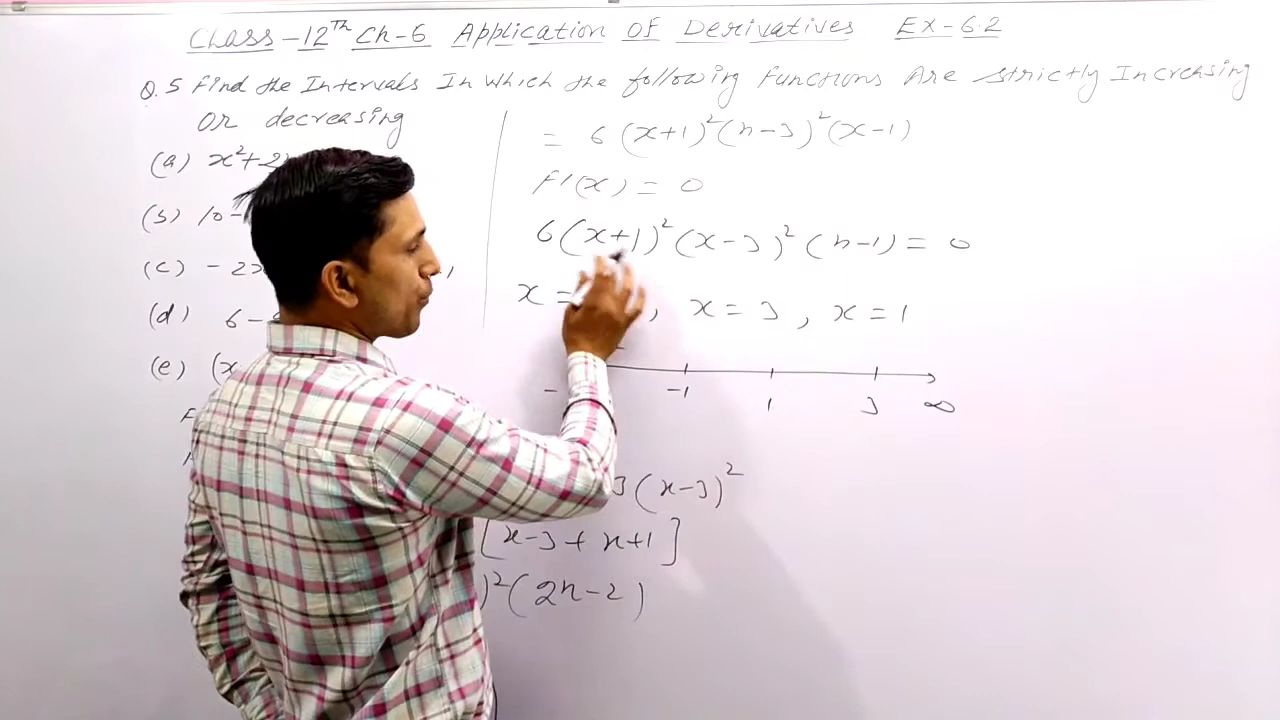 Class-12th Ch-6 Application Of Derivatives Ex-6.2
Q.5 Find the Intervals In Which the following Functions Are Strictly Increasing
Or decreasing
(a) x²+2
(b) 10-
(c) -2x
(d) 6-
(e) (x
= 6(x+1)²(x-3)²(x-1)
F'(x) = 0
6(x+1)²(x-3)²(x-1) = 0
x = , x = 3, x = 1
- -1 1 3 ∞
3(x-3)²
[x-3+x+1]
)²(2x-2)